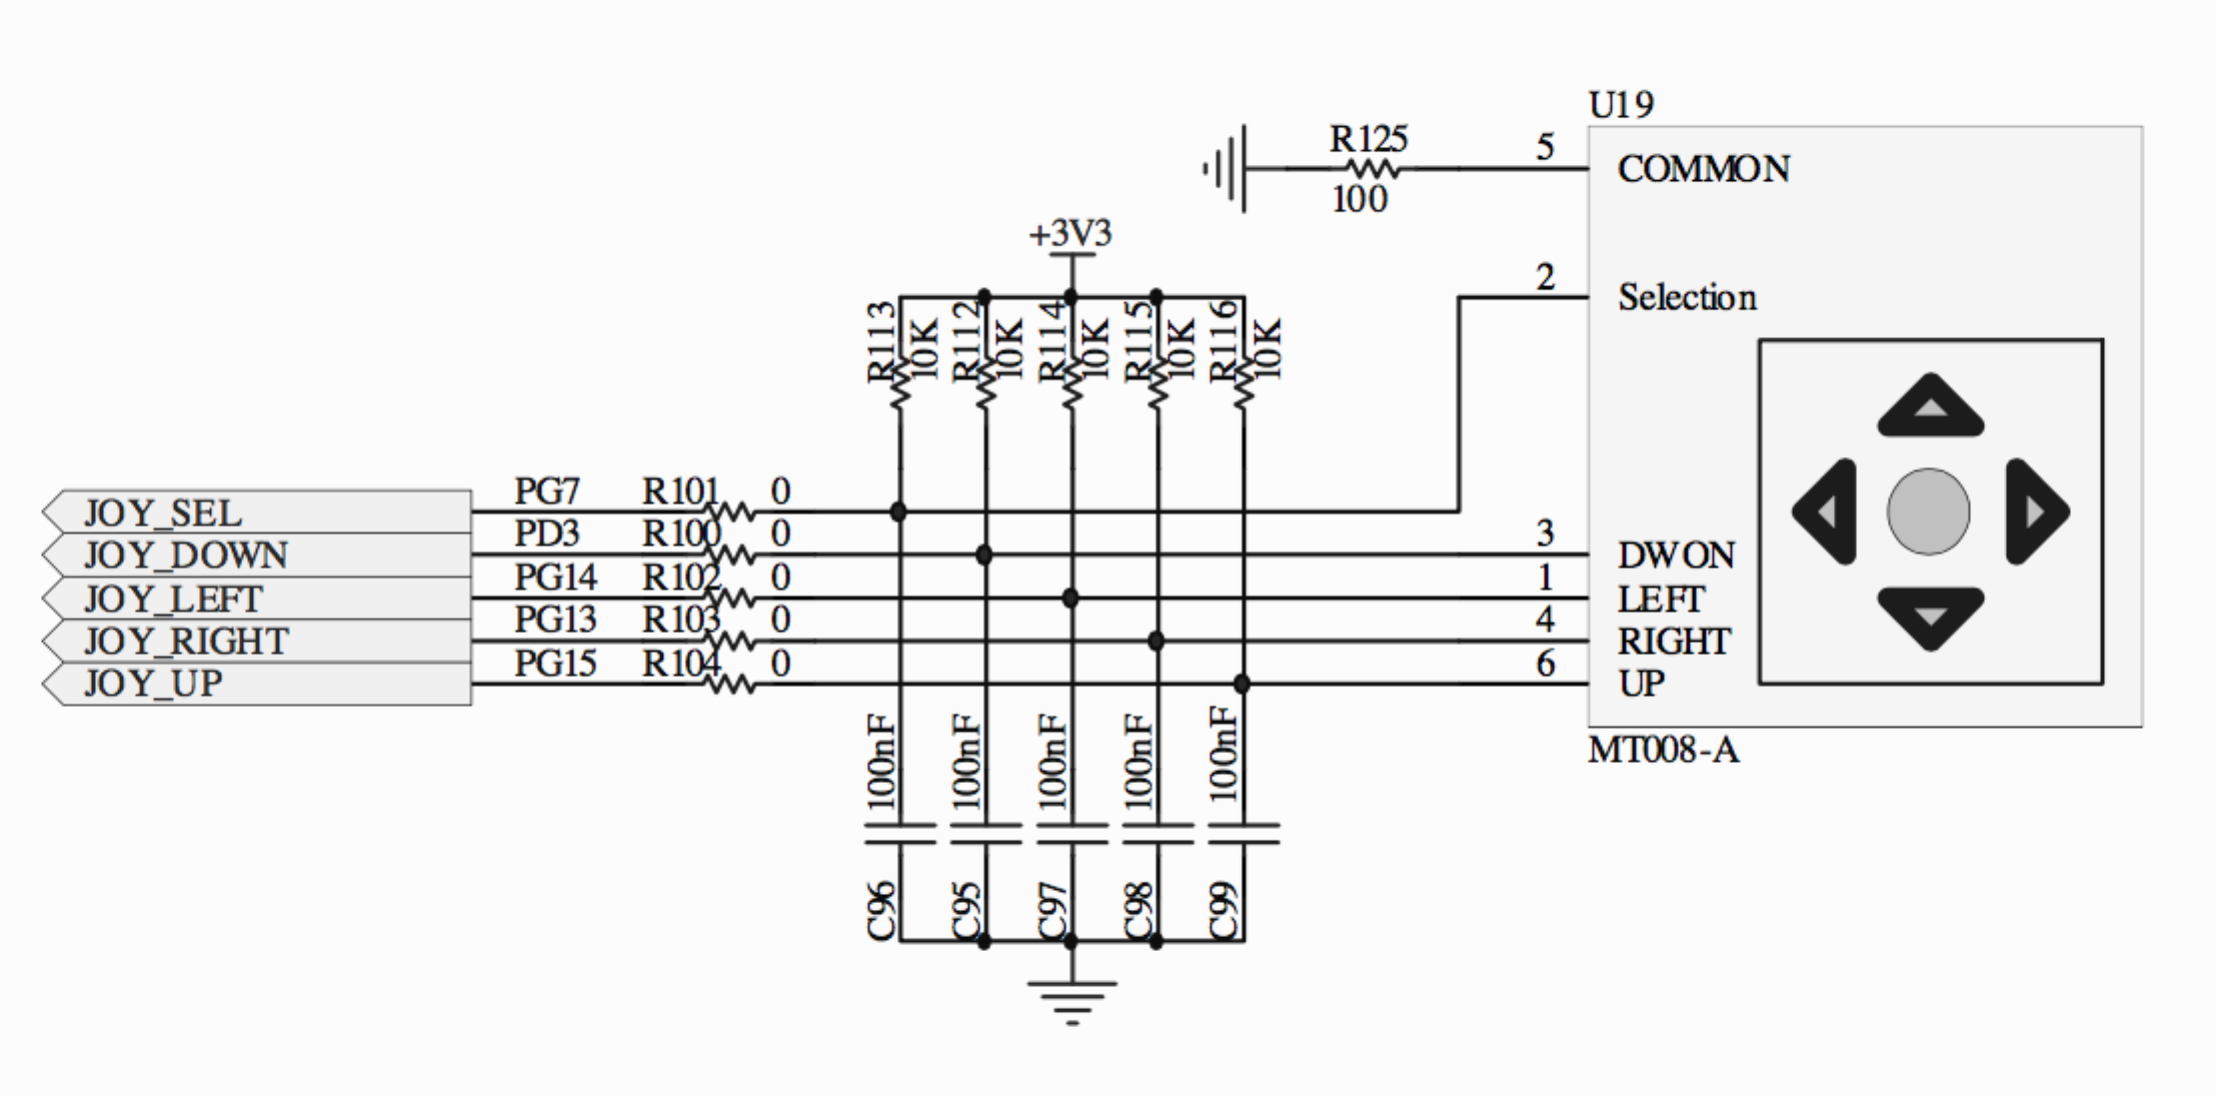 U19
R125
5
COMMON
100
+3V3
2
Selection
R113
10K
R112
10K
R114
10K
R115
10K
R116
10K
JOY_SEL
PG7
R101
0
JOY_DOWN
PD3
R100
0
3
DWON
JOY_LEFT
PG14
R102
0
1
LEFT
JOY_RIGHT
PG13
R103
0
4
RIGHT
JOY_UP
PG15
R104
0
6
UP
100nF
100nF
100nF
100nF
100nF
MT008-A
C96
C95
C97
C98
C99